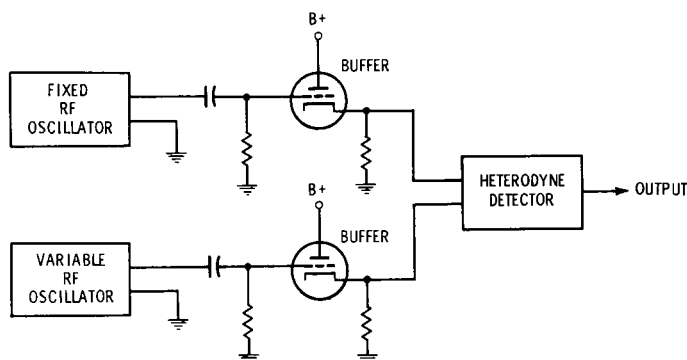 B+
BUFFER
FIXED
RF
OSCILLATOR
B+
HETERODYNE
DETECTOR
OUTPUT
BUFFER
VARIABLE
RF
OSCILLATOR